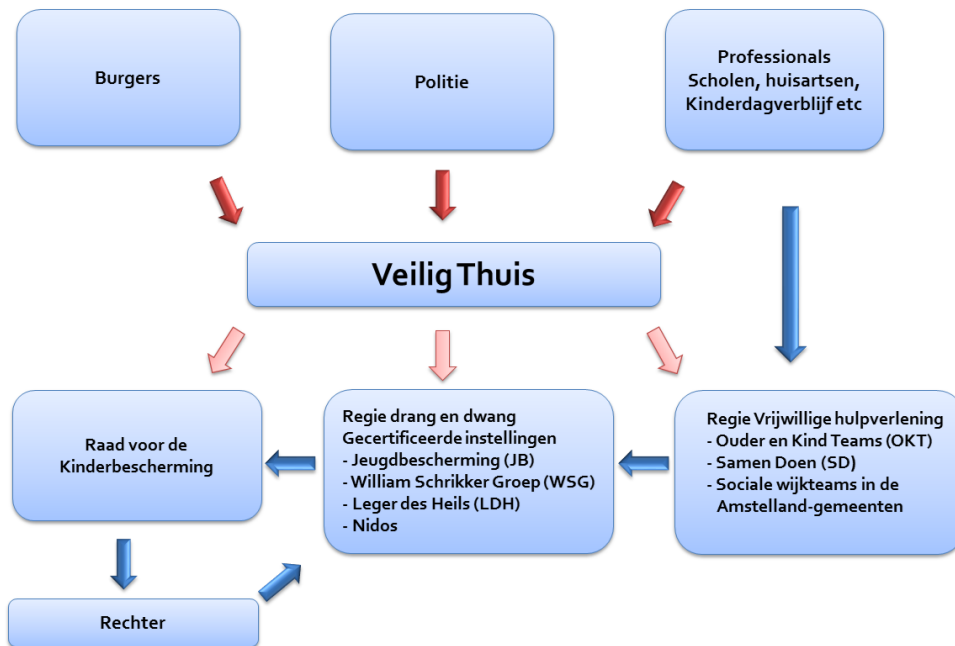 Burgers
Politie
Professionals
Scholen, huisartsen,
Kinderdagverblijf etc
Veilig Thuis
Raad voor de
Kinderbescherming
Regie drang en dwang
Gecertificeerde instellingen
- Jeugdbescherming (JB)
- William Schrikker Groep (WSG)
- Leger des Heils (LDH)
- Nidos
Regie Vrijwillige hulpverlening
- Ouder en Kind Teams (OKT)
- Samen Doen (SD)
- Sociale wijkteams in de
Amstelland-gemeenten
Rechter